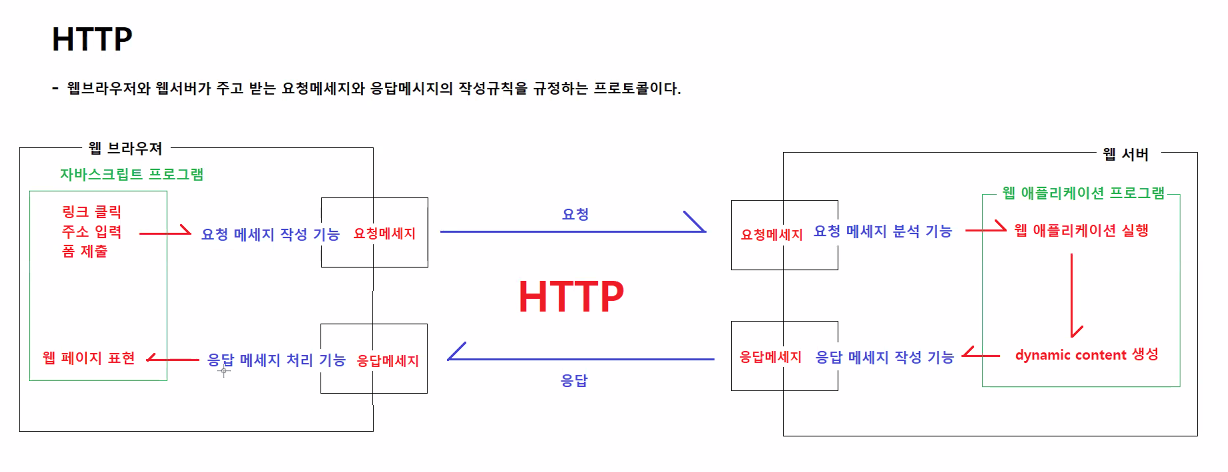 HTTP
- 웹브라우저와 웹서버가 주고 받는 요청메세지와 응답메시지의 작성규칙을 규정하는 프로토콜이다.
웹 브라우져
자바스크립트 프로그램
링크 클릭
주소 입력
폼 제출
요청 메세지 작성 기능
요청메세지
요청
HTTP
웹 페이지 표현
응답 메세지 처리 기능
응답메세지
응답
웹 서버
웹 애플리케이션 프로그램
요청메세지
요청 메세지 분석 기능
웹 애플리케이션 실행
응답메세지
응답 메세지 작성 기능
dynamic content 생성